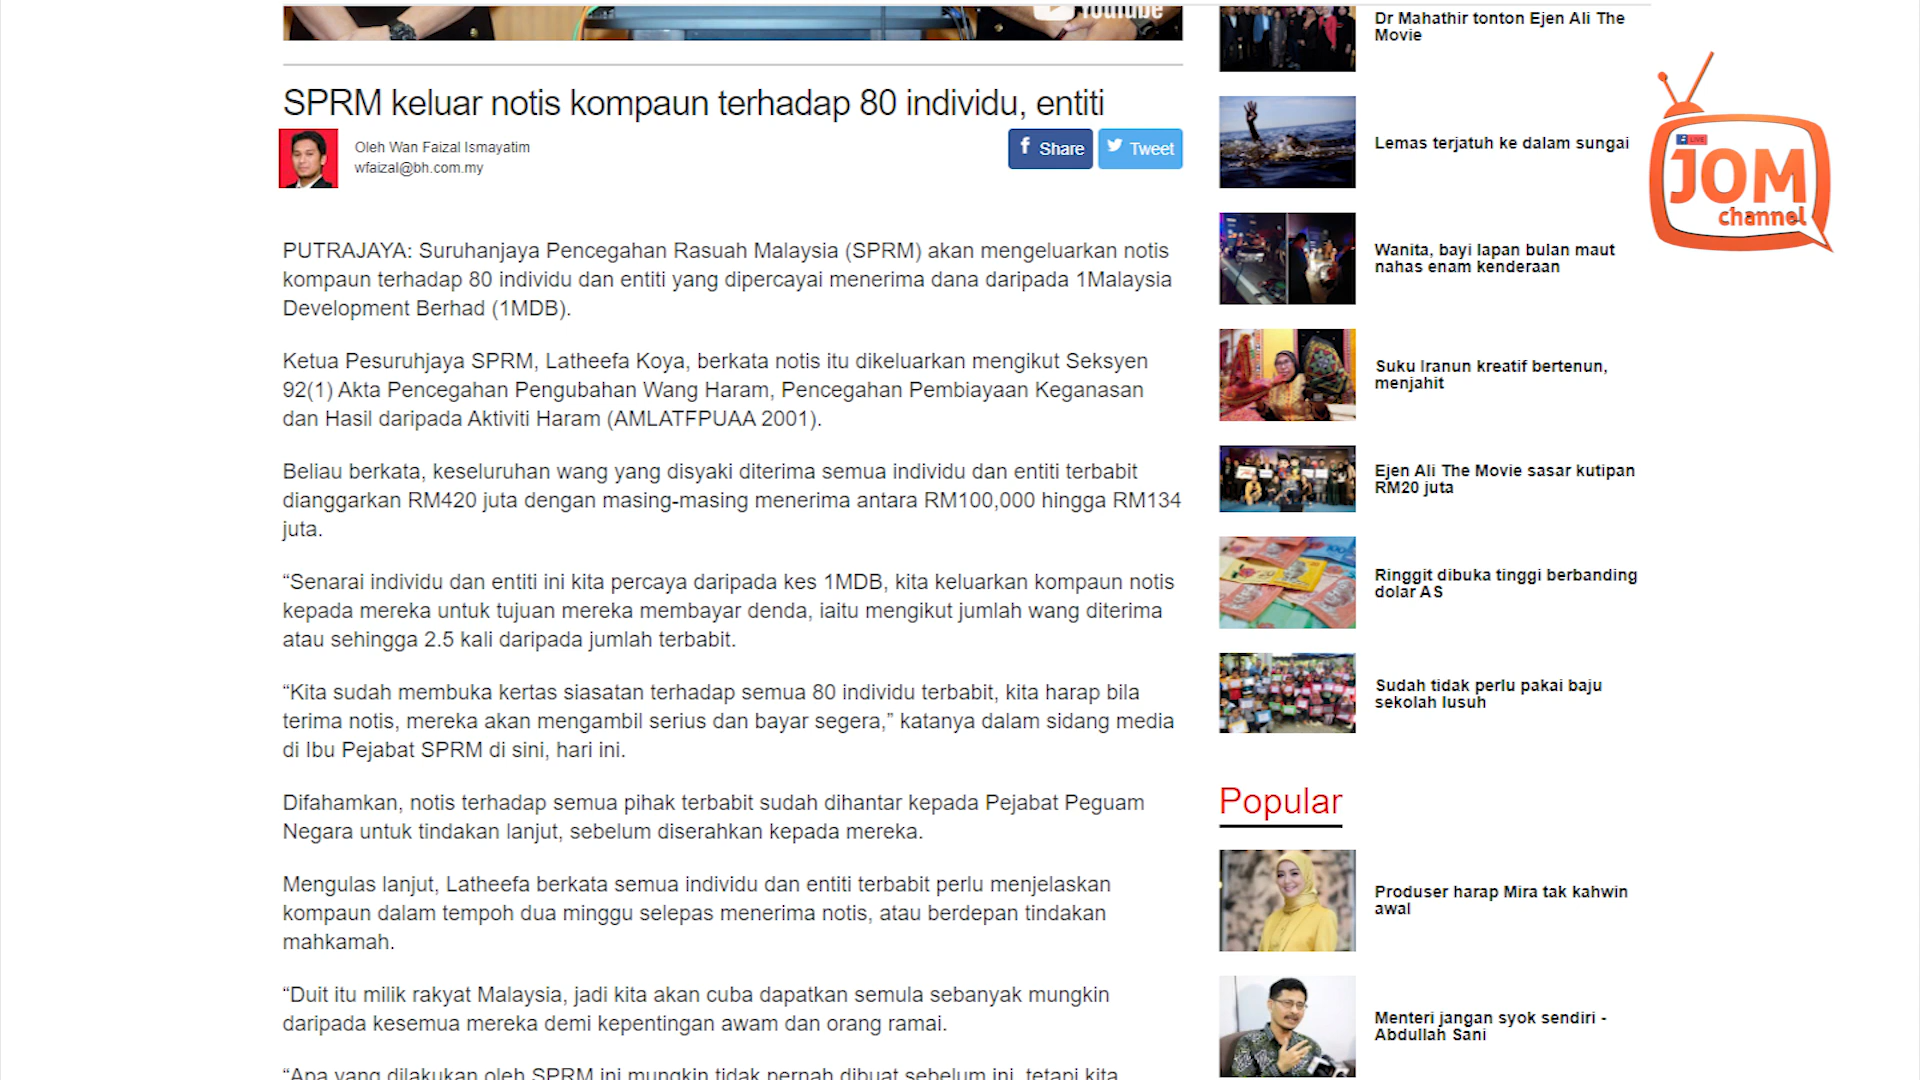 YouTube
SPRM keluar notis kompaun terhadap 80 individu, entiti
Oleh Wan Faizal Ismayatim
wfaizal@bh.com.my
Share
Tweet
PUTRAJAYA: Suruhanjaya Pencegahan Rasuah Malaysia (SPRM) akan mengeluarkan notis
kompaun terhadap 80 individu dan entiti yang dipercayai menerima dana daripada 1Malaysia
Development Berhad (1MDB).
Ketua Pesuruhjaya SPRM, Latheefa Koya, berkata notis itu dikeluarkan mengikut Seksyen
92(1) Akta Pencegahan Pengubahan Wang Haram, Pencegahan Pembiayaan Keganasan
dan Hasil daripada Aktiviti Haram (AMLATFPUAA 2001).
Beliau berkata, keseluruhan wang yang disyaki diterima semua individu dan entiti terbabit
dianggarkan RM420 juta dengan masing-masing menerima antara RM100,000 hingga RM134
juta.
“Senarai individu dan entiti ini kita percaya daripada kes 1MDB, kita keluarkan kompaun notis
kepada mereka untuk tujuan mereka membayar denda, iaitu mengikut jumlah wang diterima
atau sehingga 2.5 kali daripada jumlah terbabit.
“Kita sudah membuka kertas siasatan terhadap semua 80 individu terbabit, kita harap bila
terima notis, mereka akan mengambil serius dan bayar segera,” katanya dalam sidang media
di Ibu Pejabat SPRM di sini, hari ini.
Difahamkan, notis terhadap semua pihak terbabit sudah dihantar kepada Pejabat Peguam
Negara untuk tindakan lanjut, sebelum diserahkan kepada mereka.
Mengulas lanjut, Latheefa berkata semua individu dan entiti terbabit perlu menjelaskan
kompaun dalam tempoh dua minggu selepas menerima notis, atau berdepan tindakan
mahkamah.
“Duit itu milik rakyat Malaysia, jadi kita akan cuba dapatkan semula sebanyak mungkin
daripada kesemua mereka demi kepentingan awam dan orang ramai.
“Apa yang dilakukan oleh SPRM ini mungkin tidak pernah dibuat sebelum ini, tetapi kita
Dr Mahathir tonton Ejen Ali The
Movie
Lemas terjatuh ke dalam sungai
Wanita, bayi lapan bulan maut
nahas enam kenderaan
Suku Iranun kreatif bertenun,
menjahit
Ejen Ali The Movie sasar kutipan
RM20 juta
Ringgit dibuka tinggi berbanding
dolar AS
Sudah tidak perlu pakai baju
sekolah lusuh
Popular
Produser harap Mira tak kahwin
awal
Menteri jangan syok sendiri -
Abdullah Sani
LIVE
JOM
channel